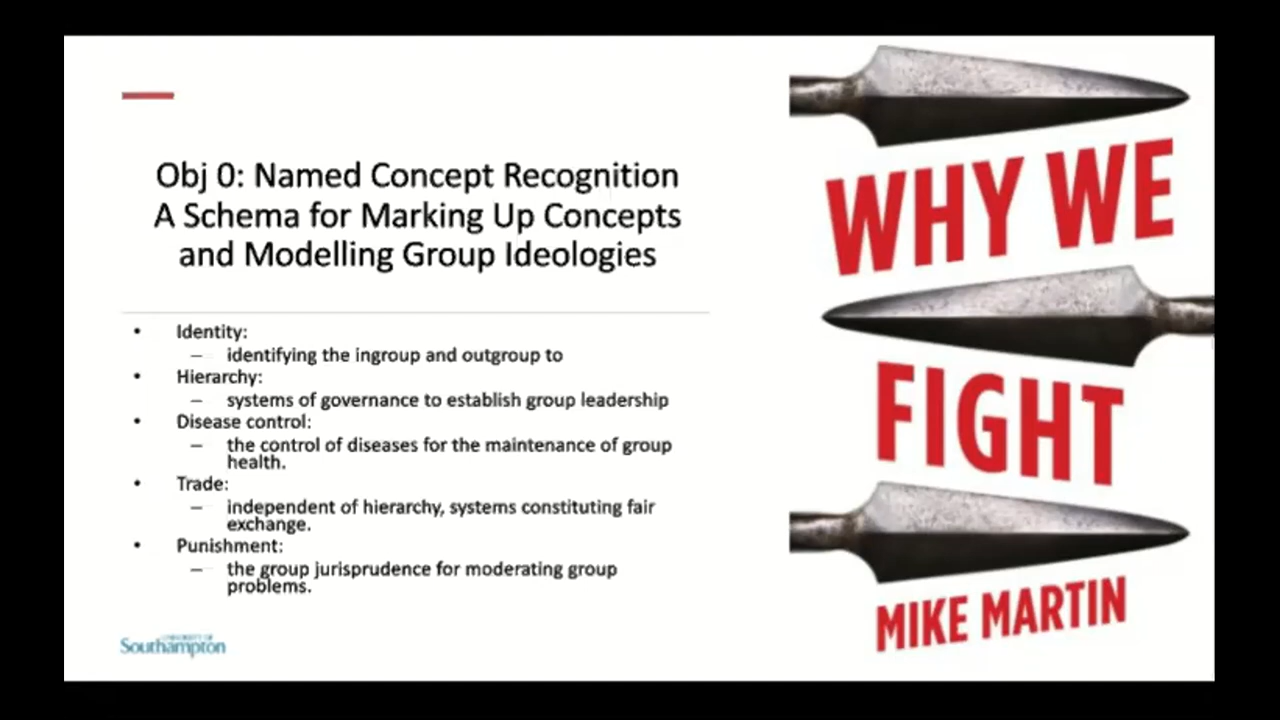 Obj 0: Named Concept Recognition
A Schema for Marking Up Concepts
and Modelling Group Ideologies
• Identity:
– identifying the ingroup and outgroup to
• Hierarchy:
– systems of governance to establish group leadership
• Disease control:
– the control of diseases for the maintenance of group
health.
• Trade:
– independent of hierarchy, systems constituting fair
exchange.
• Punishment:
– the group jurisprudence for moderating group
problems.
UNIVERSITY OF
Southampton
WHY WE
FIGHT
MIKE MARTIN